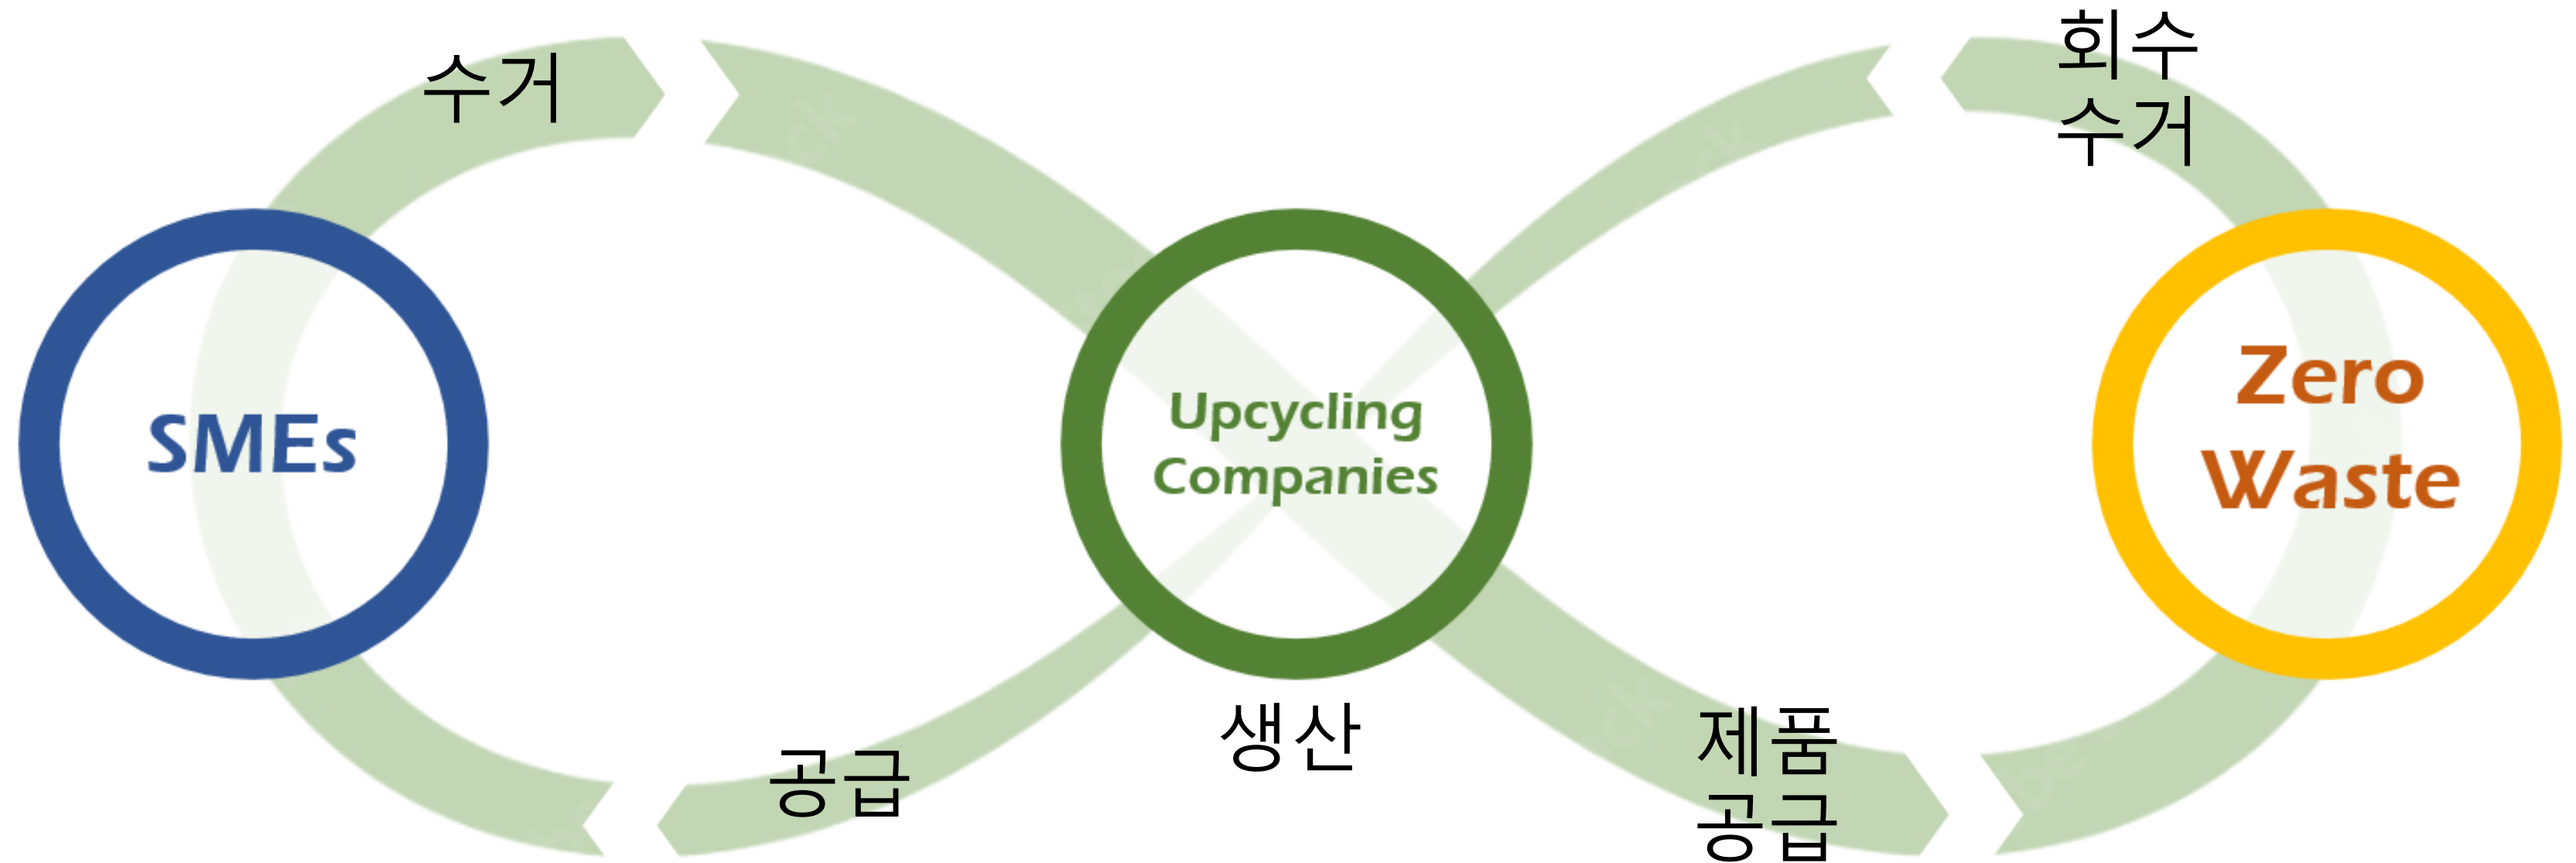 수거
회수
수거
SMEs
Upcycling
Companies
Zero
Waste
생산
공급
제품
공급